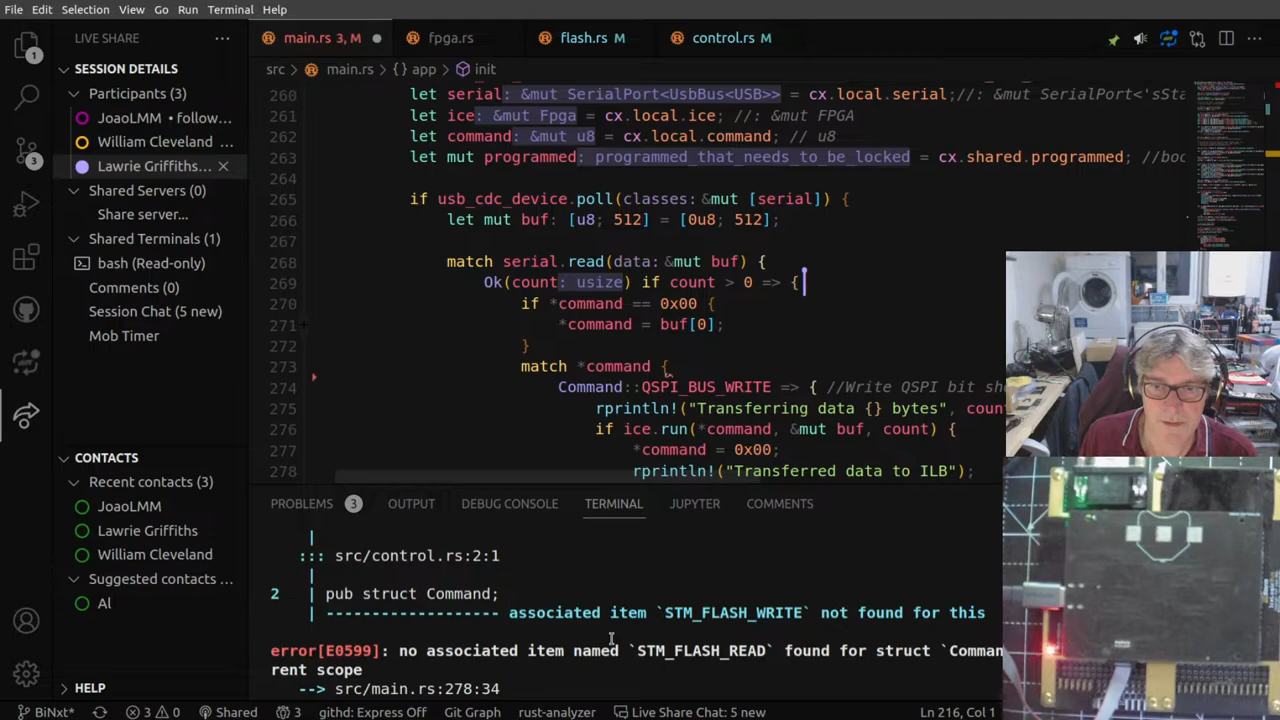 File Edit Selection View Go Run Terminal Help
LIVE SHARE
main.rs 3, M
fpga.rs
flash.rs M
control.rs M
SESSION DETAILS
src > main.rs > {} app > init
Participants (3)
JoaoLMM • follow...
William Cleveland ...
Lawrie Griffiths...
Shared Servers (0)
Share server...
Shared Terminals (1)
bash (Read-only)
Comments (0)
Session Chat (5 new)
Mob Timer
1
3
CONTACTS
Recent contacts (3)
JoaoLMM
Lawrie Griffiths
William Cleveland
Suggested contacts ...
Al
HELP
260 let serial: &mut SerialPort<UsbBus<USB>> = cx.local.serial;//: &mut SerialPort<'sSta
261 let ice: &mut Fpga = cx.local.ice; //: &mut FPGA
262 let command: &mut u8 = cx.local.command; // u8
263 let mut programmed: programmed_that_needs_to_be_locked = cx.shared.programmed; //boo
264
265 if usb_cdc_device.poll(classes: &mut [serial]) {
266 let mut buf: [u8; 512] = [0u8; 512];
267
268 match serial.read(data: &mut buf) {
269 Ok(count: usize) if count > 0 => {
270 if *command == 0x00 {
271 *command = buf[0];
272 }
273 match *command {
274 Command::QSPI_BUS_WRITE => { //Write QSPI bit sh
275 rprintln!("Transferring data {} bytes", coun
276 if ice.run(*command, &mut buf, count) {
277 *command = 0x00;
278 rprintln!("Transferred data to ILB");
PROBLEMS 3 OUTPUT DEBUG CONSOLE TERMINAL JUPYTER COMMENTS
|
::: src/control.rs:2:1
|
2 | pub struct Command;
| ------------------- associated item `STM_FLASH_WRITE` not found for this
error[E0599]: no associated item named `STM_FLASH_READ` found for struct `Comman
rent scope
--> src/main.rs:278:34
BiNxt* 3 0 Shared 3 githd: Express Off Git Graph rust-analyzer Live Share Chat: 5 new Ln 216, Col 1